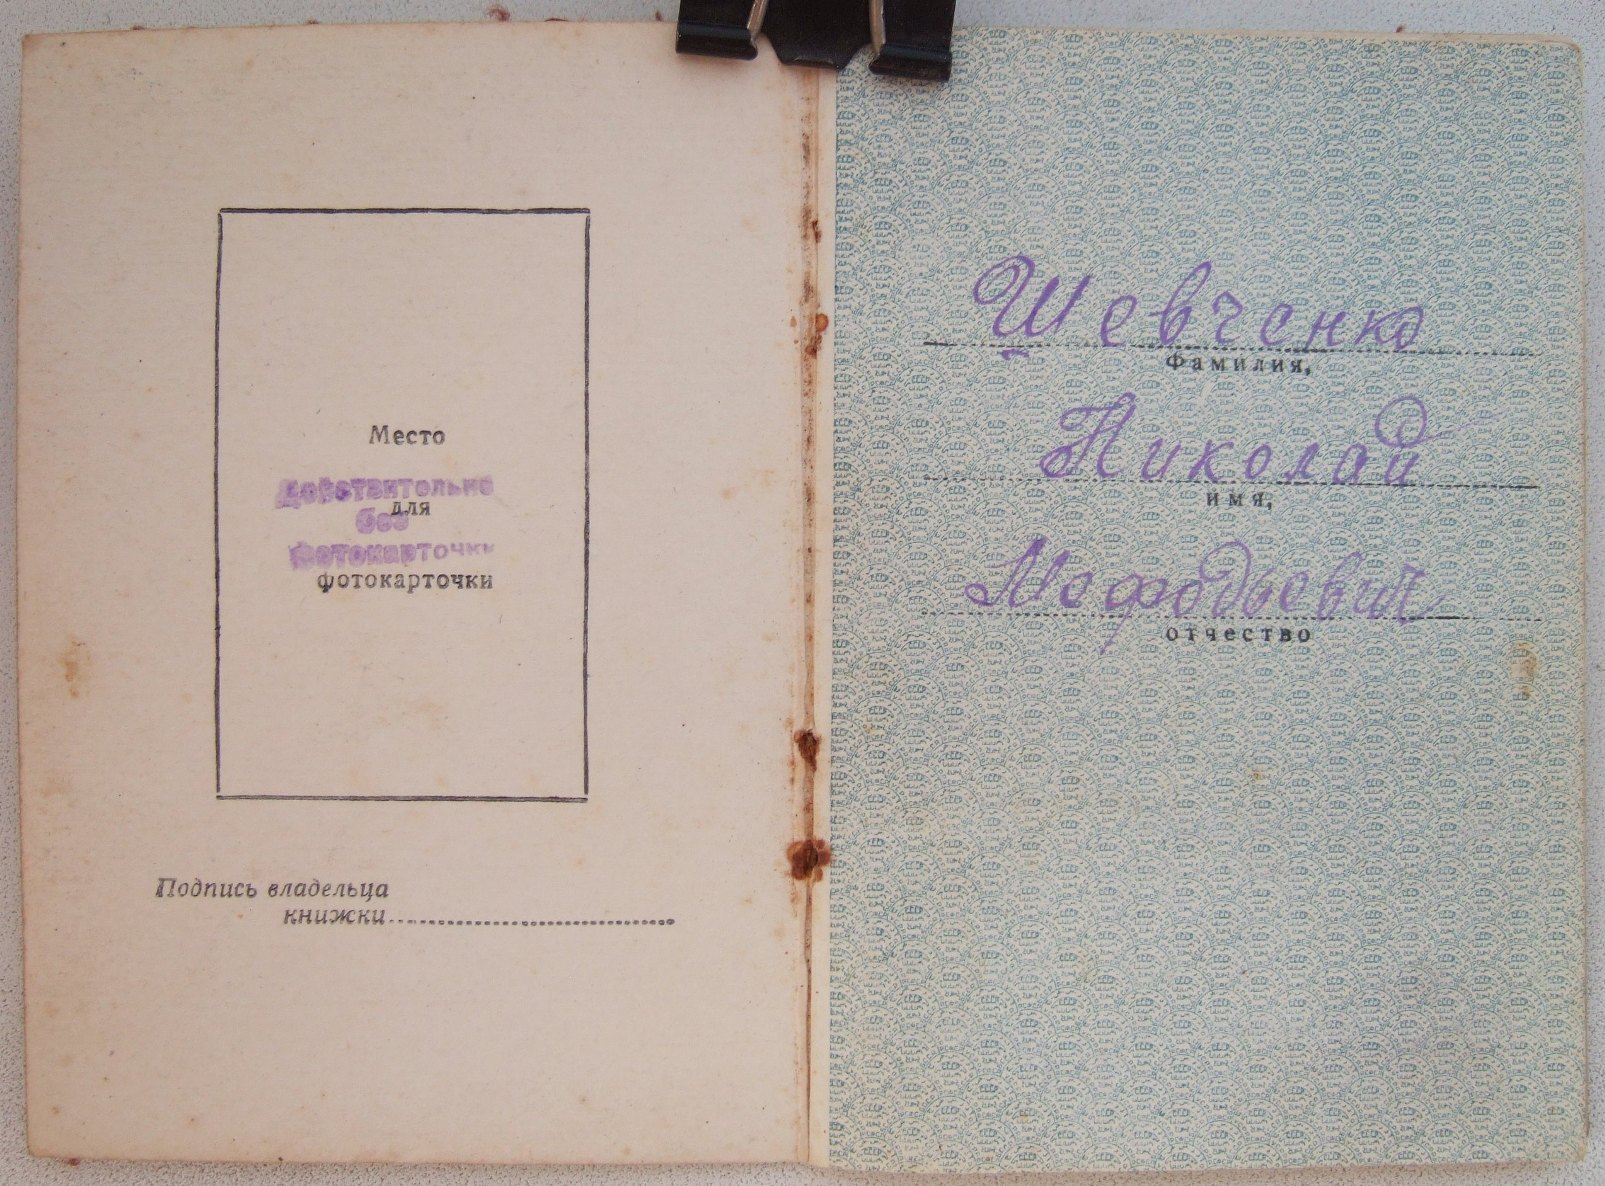 Место
Действительно
для
без
фотокарточки
фотокарточки
Подпись владельца
книжки
Шевченко
Фамилия,
Николай
имя,
Мефодьевич
отчество